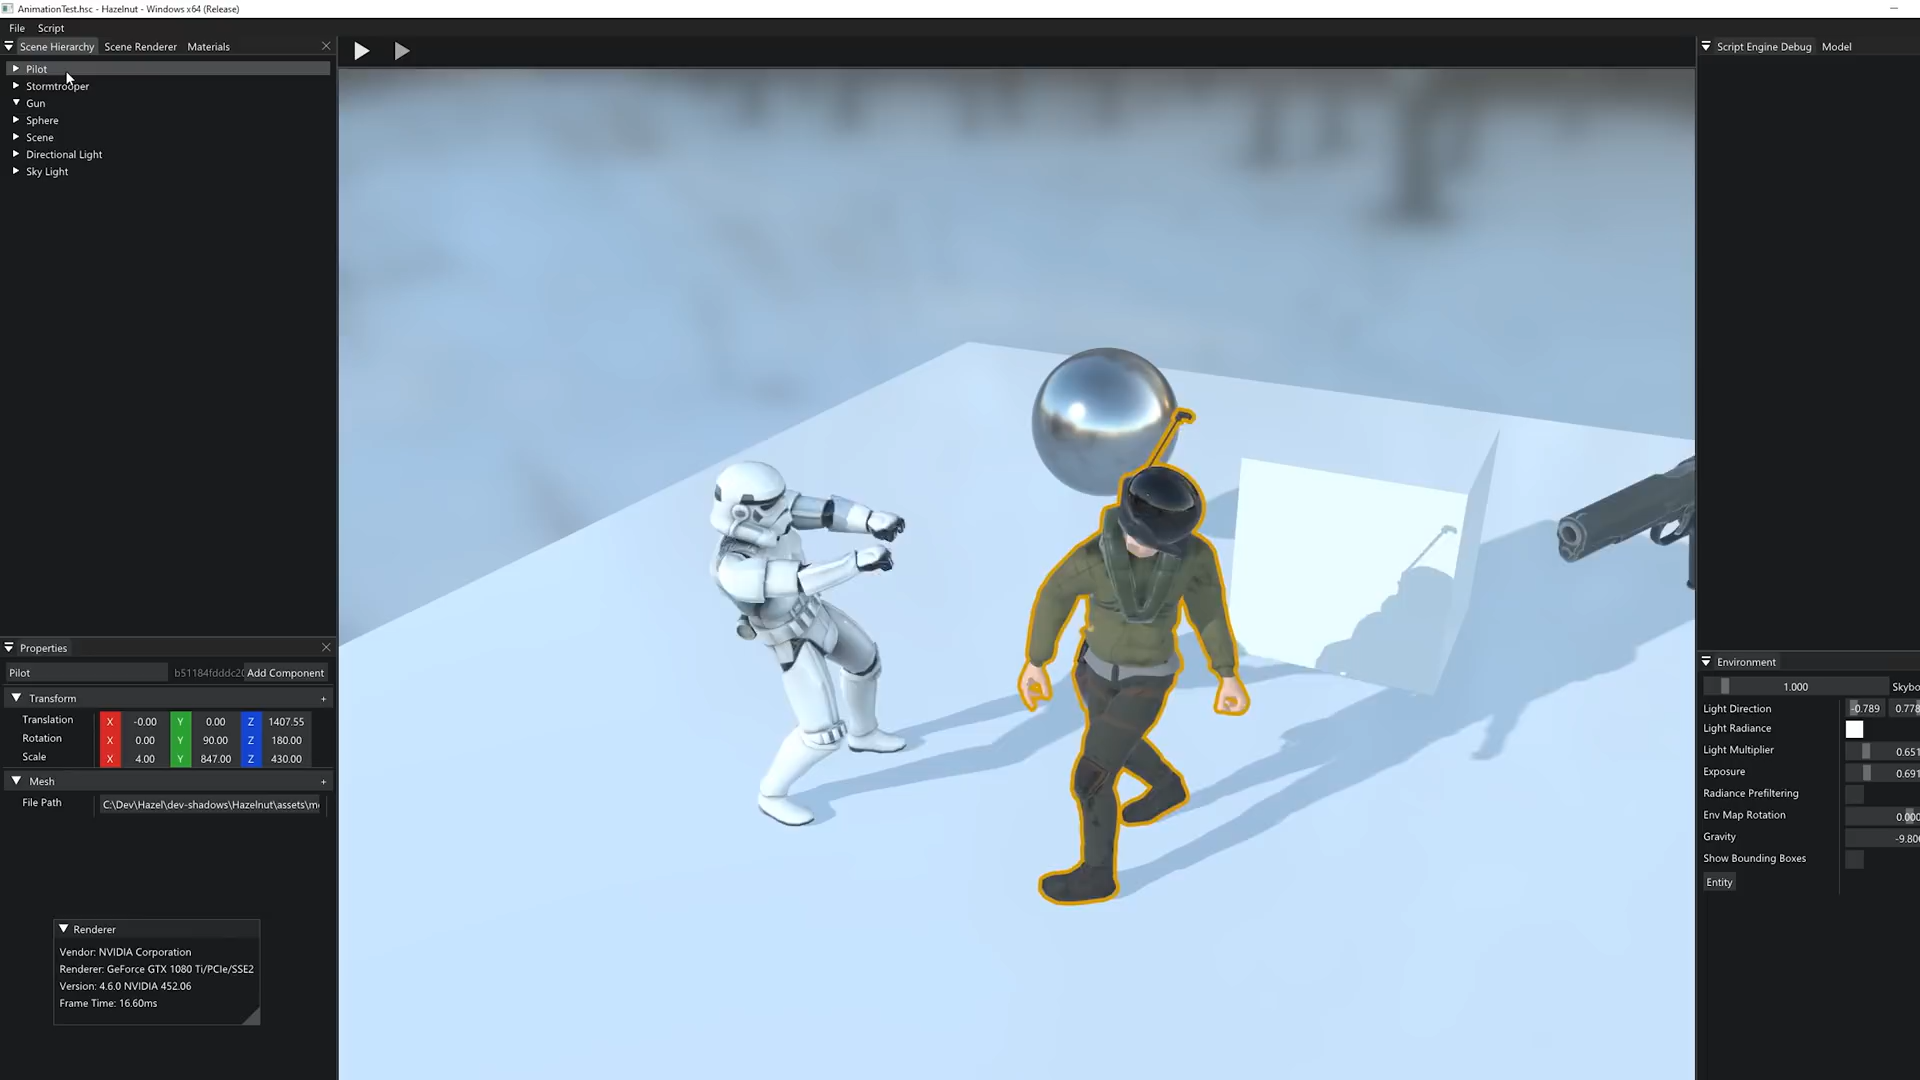 AnimationTest.hsc - Hazelnut - Windows x64 (Release)
File Script
Scene Hierarchy Scene Renderer Materials
Pilot
Stormtrooper
Gun
Sphere
Scene
Directional Light
Sky Light
Properties
Pilot b51184fdddc20 Add Component
Transform +
Translation X -0.00 Y 0.00 Z 1407.55
Rotation X 0.00 Y 90.00 Z 180.00
Scale X 4.00 Y 847.00 Z 430.00
Mesh +
File Path C:\Dev\Hazel\dev-shadows\Hazelnut\assets\m
Renderer
Vendor: NVIDIA Corporation
Renderer: GeForce GTX 1080 Ti/PCIe/SSE2
Version: 4.6.0 NVIDIA 452.06
Frame Time: 16.60ms
Script Engine Debug Model
Environment
1.000 Skybo
Light Direction -0.789 0.778
Light Radiance
Light Multiplier 0.651
Exposure 0.691
Radiance Prefiltering
Env Map Rotation 0.000
Gravity -9.80
Show Bounding Boxes
Entity